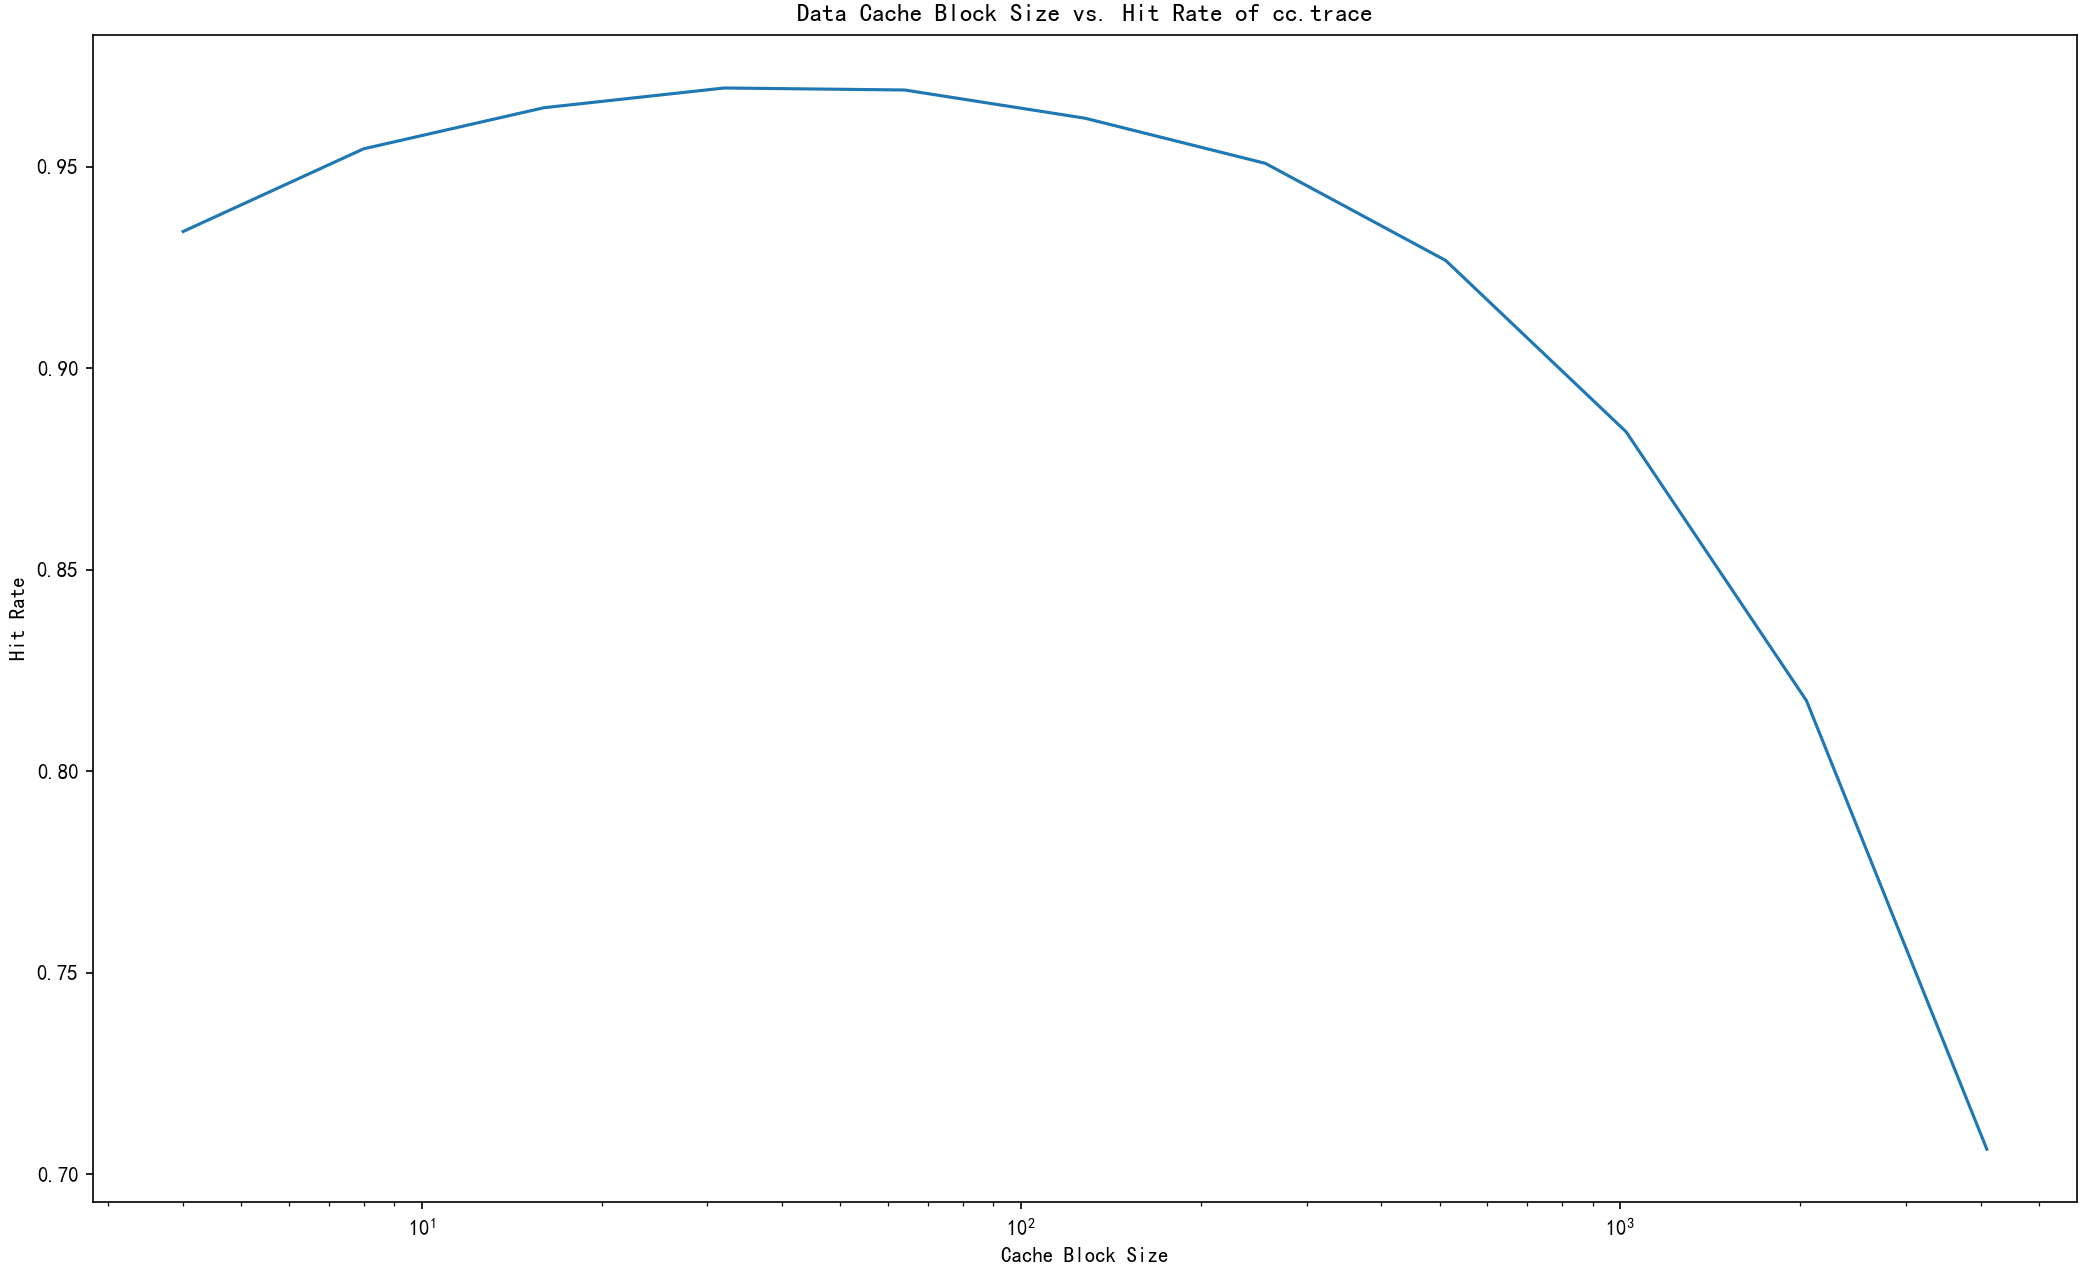 Data Cache Block Size vs. Hit Rate of cc.trace
0.95
0.90
0.85
0.80
0.75
0.70
Hit Rate
10¹ 10² 10³
Cache Block Size